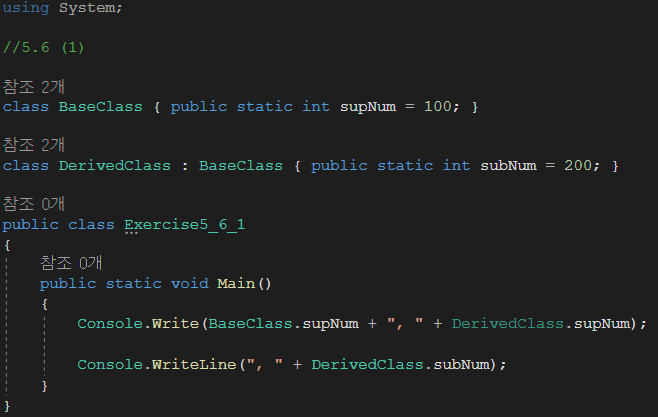 using System;
//5.6 (1)
참조 2개
class BaseClass { public static int supNum = 100; }
참조 2개
class DerivedClass : BaseClass { public static int subNum = 200; }
참조 0개
public class Exercise5_6_1
{
참조 0개
public static void Main()
{
Console.Write(BaseClass.supNum + ", " + DerivedClass.supNum);
Console.WriteLine(", " + DerivedClass.subNum);
}
}